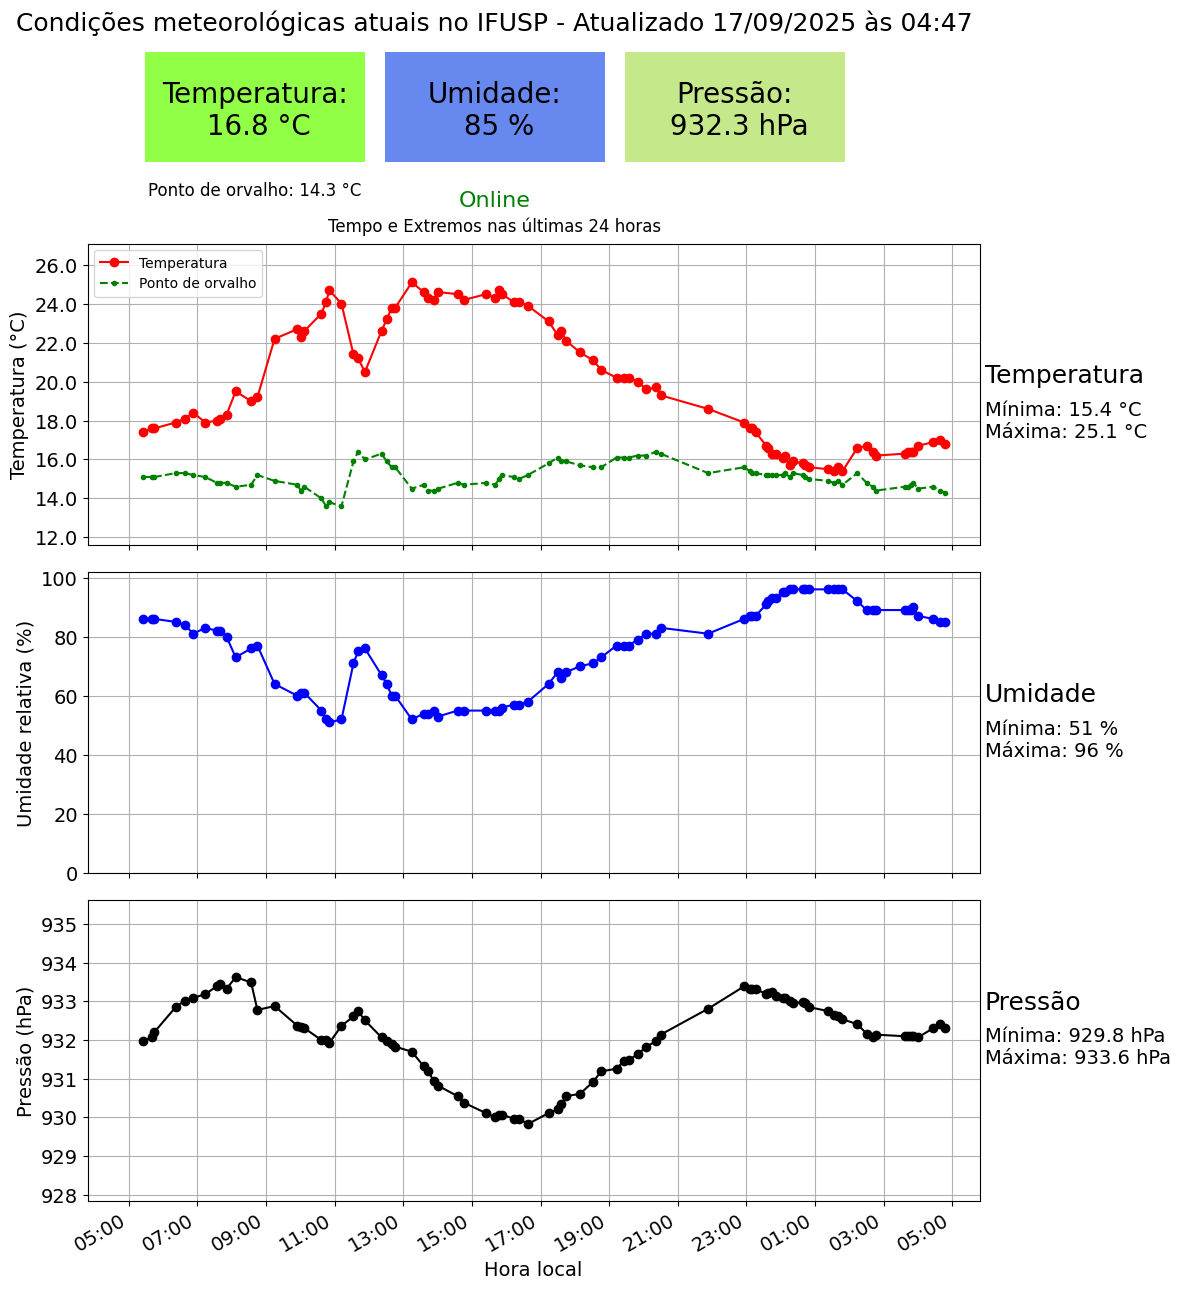 Condições meteorológicas atuais no IFUSP - Atualizado 17/09/2025 às 04:47
Temperatura:
16.8 °C
Umidade:
85 %
Pressão:
932.3 hPa
Ponto de orvalho: 14.3 °C
Online
Tempo e Extremos nas últimas 24 horas
Temperatura (°C)
26.0
24.0
22.0
20.0
18.0
16.0
14.0
12.0
Temperatura
Ponto de orvalho
Temperatura
Mínima: 15.4 °C
Máxima: 25.1 °C
Umidade relativa (%)
100
80
60
40
20
0
Umidade
Mínima: 51 %
Máxima: 96 %
Pressão (hPa)
935
934
933
932
931
930
929
928
Pressão
Mínima: 929.8 hPa
Máxima: 933.6 hPa
05:00
07:00
09:00
11:00
13:00
15:00
17:00
19:00
21:00
23:00
01:00
03:00
05:00
Hora local